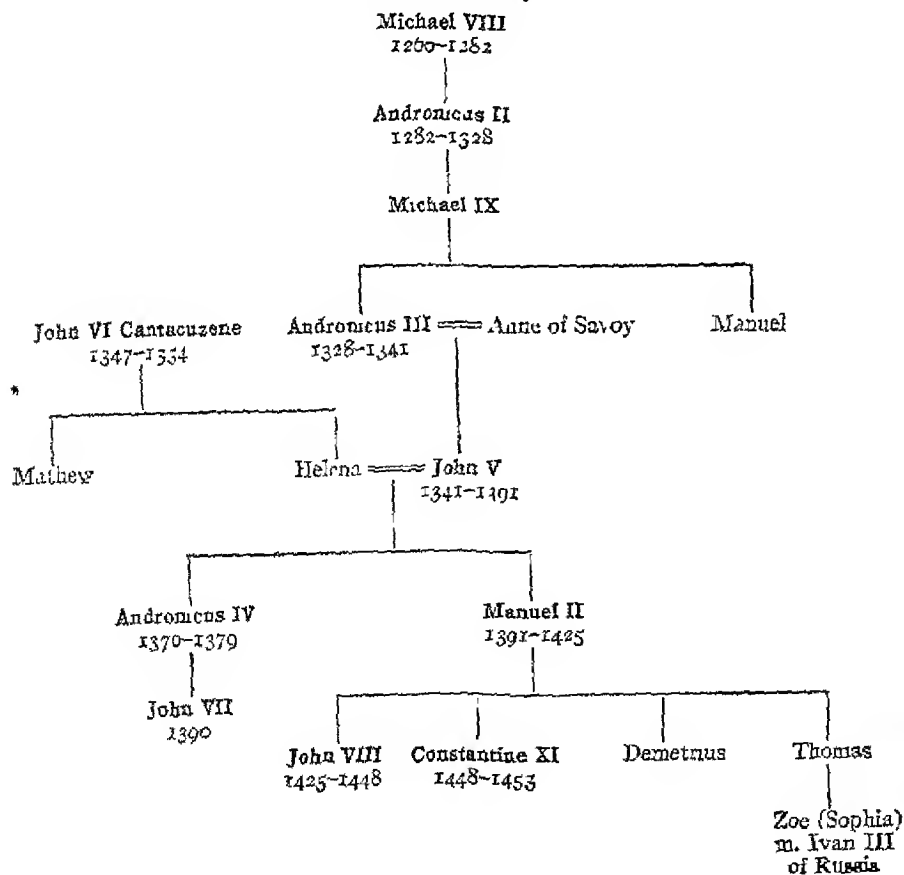 Michael VIII
1260-1282
Andronicus II
1282-1328
Michael IX
John VI Cantacuzene
1347-1354
Andronicus III
1328-1341
Anne of Savoy
Manuel
Mathew
Helena
John V
1341-1391
Andronicus IV
1370-1379
Manuel II
1391-1425
John VII
1390
John VIII
1425-1448
Constantine XI
1448-1453
Demetrius
Thomas
Zoe (Sophia)
m. Ivan III
of Russia